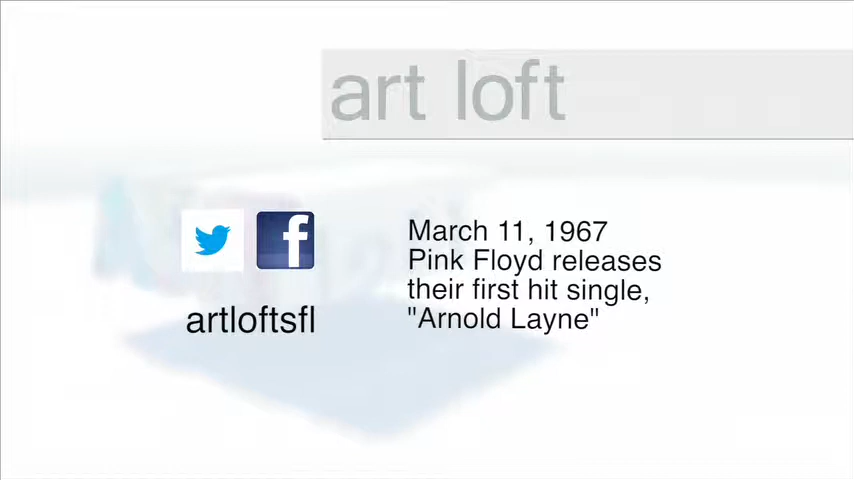 art loft
March 11, 1967
Pink Floyd releases
their first hit single,
"Arnold Layne"
artloftsfl